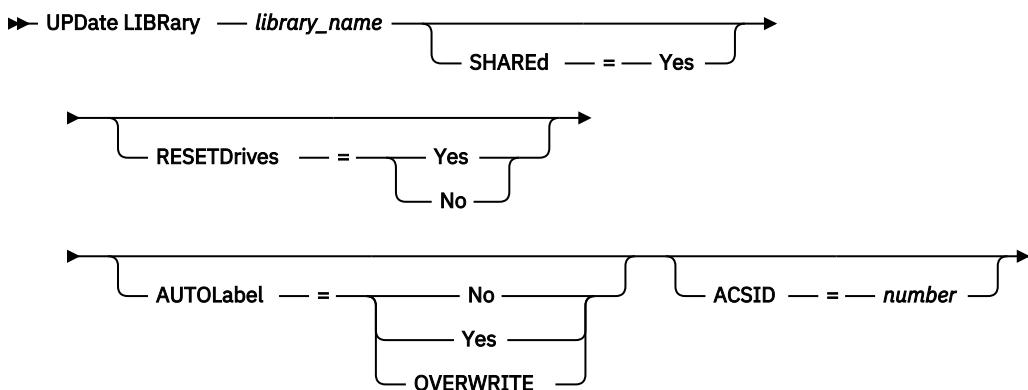 UPDate LIBRary library_name
SHAREd = Yes
RESETDrives = Yes
No
AUTOLabel = No
Yes
OVERWRITE
ACSID = number